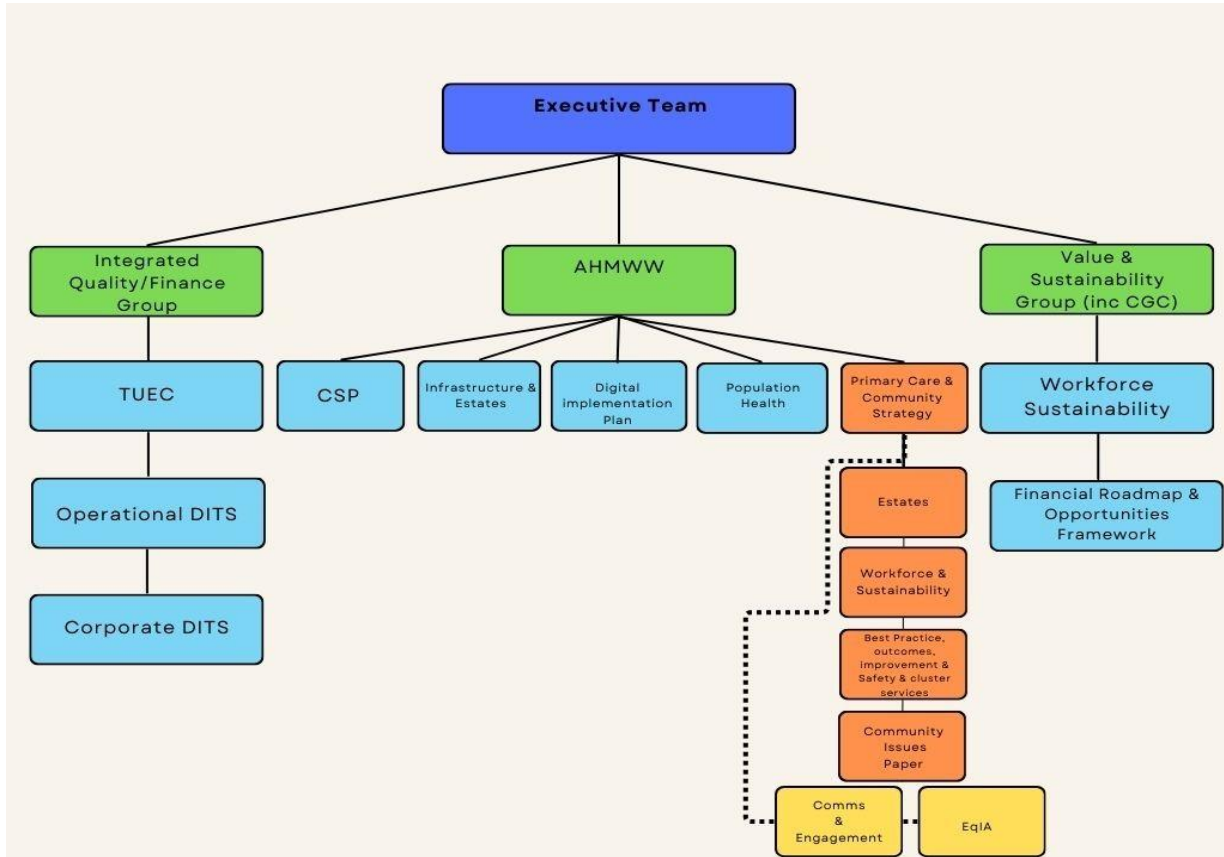 Executive Team
Integrated
Quality/Finance
Group
AHMWW
Value &
Sustainability
Group (inc CGC)
TUEC
CSP
Infrastructure &
Estates
Digital
implementation
Plan
Population
Health
Primary Care &
Community
Strategy
Workforce
Sustainability
Operational DITS
Estates
Financial Roadmap &
Opportunities
Framework
Workforce &
Sustainability
Corporate DITS
Best Practice,
outcomes,
improvement &
Safety & cluster
services
Community
Issues
Paper
Comms
&
Engagement
EqIA